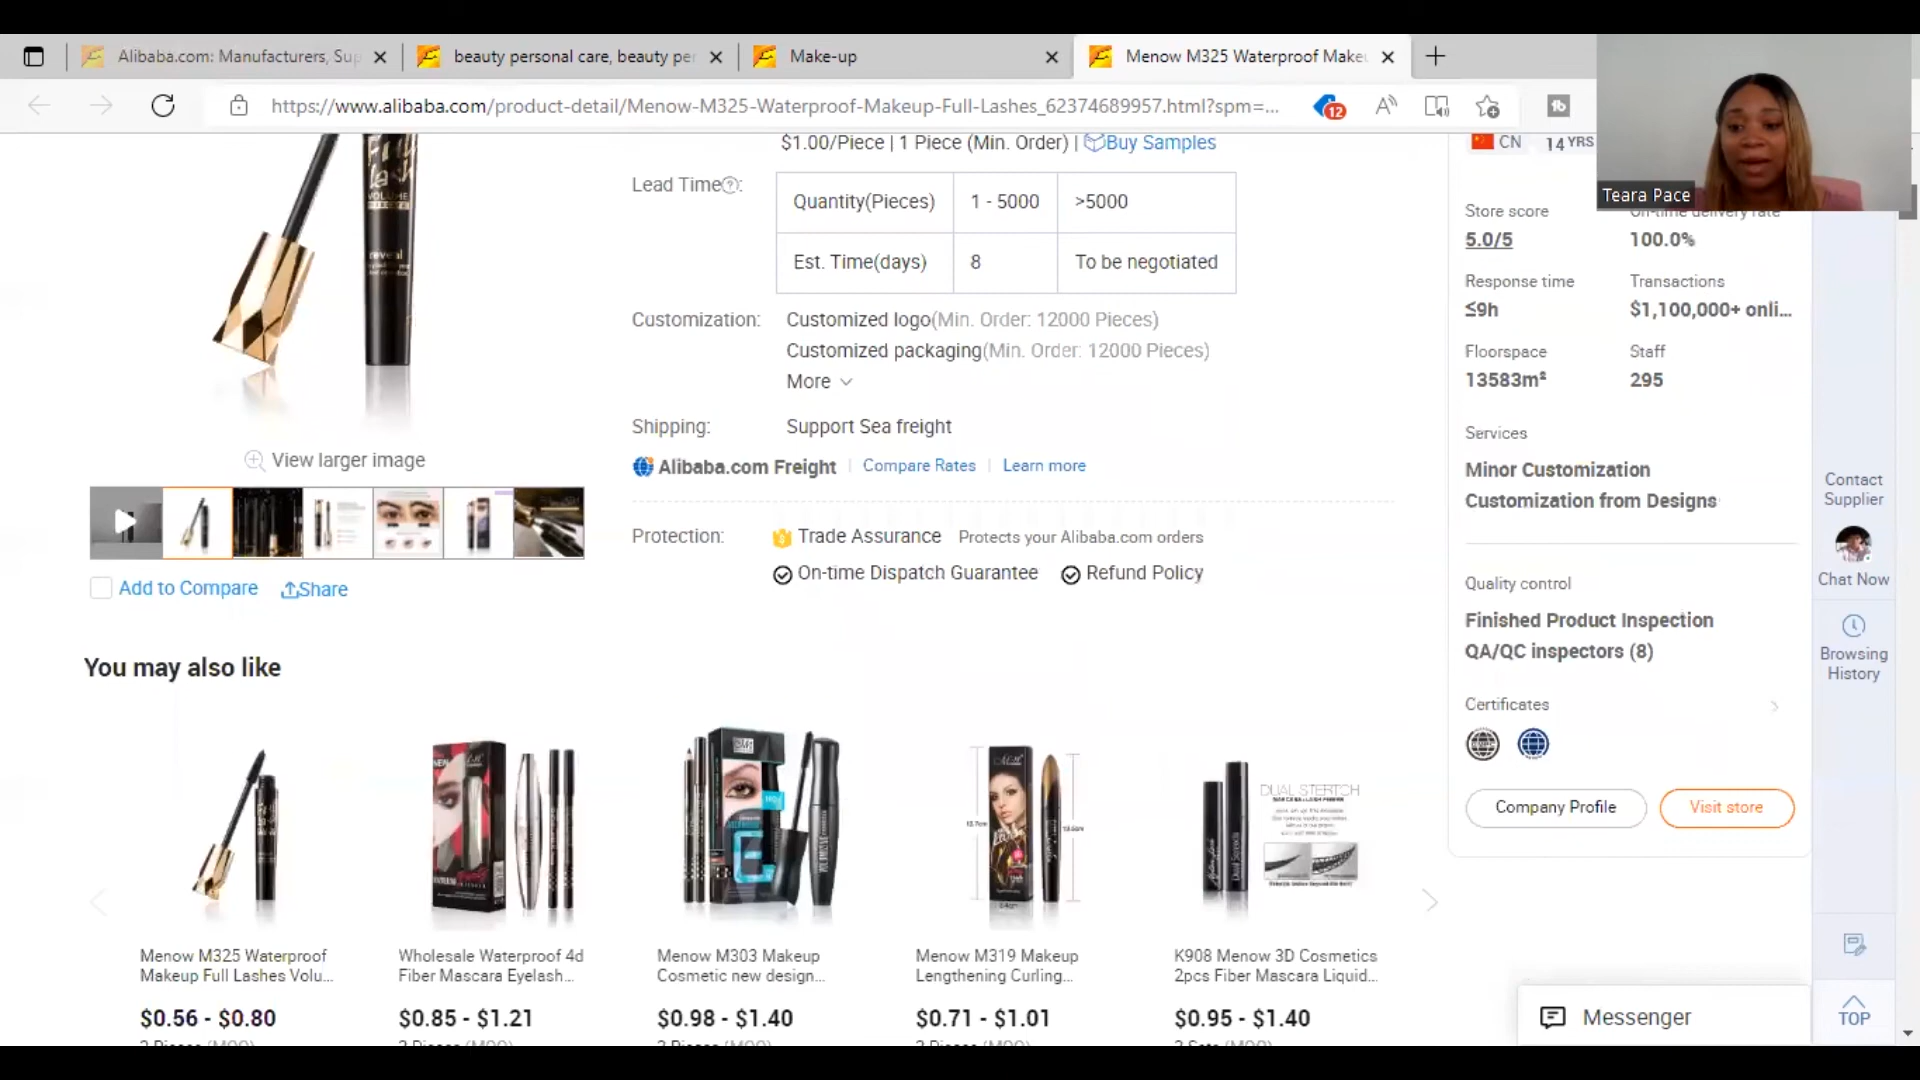 Alibaba.com: Manufacturers, Sup
beauty personal care, beauty per
Make-up
Menow M325 Waterproof Make
https://www.alibaba.com/product-detail/Menow-M325-Waterproof-Makeup-Full-Lashes_62374689957.html?spm=...
12
Teara Pace
$1.00/Piece | 1 Piece (Min. Order) | Buy Samples
Lead Time?:
Quantity(Pieces) 1 - 5000 >5000
Est. Time(days) 8 To be negotiated
Customization: Customized logo(Min. Order: 12000 Pieces)
Customized packaging(Min. Order: 12000 Pieces)
More
Shipping: Support Sea freight
Alibaba.com Freight Compare Rates Learn more
Protection: Trade Assurance Protects your Alibaba.com orders
On-time Dispatch Guarantee Refund Policy
lash
VOLUME
reveal
View larger image
Add to Compare Share
CN 14 YRS
Store score On-time delivery rate
5.0/5 100.0%
Response time Transactions
≤9h $1,100,000+ onli...
Floorspace Staff
13583m² 295
Services
Minor Customization
Customization from Designs
Quality control
Finished Product Inspection
QA/QC inspectors (8)
Certificates
Company Profile Visit store
Contact
Supplier
Chat Now
Browsing
History
TOP
Messenger
You may also like
DUAL STERTCH
Menow M325 Waterproof
Makeup Full Lashes Volu...
$0.56 - $0.80
Wholesale Waterproof 4d
Fiber Mascara Eyelash...
$0.85 - $1.21
Menow M303 Makeup
Cosmetic new design...
$0.98 - $1.40
Menow M319 Makeup
Lengthening Curling...
$0.71 - $1.01
K908 Menow 3D Cosmetics
2pcs Fiber Mascara Liquid...
$0.95 - $1.40